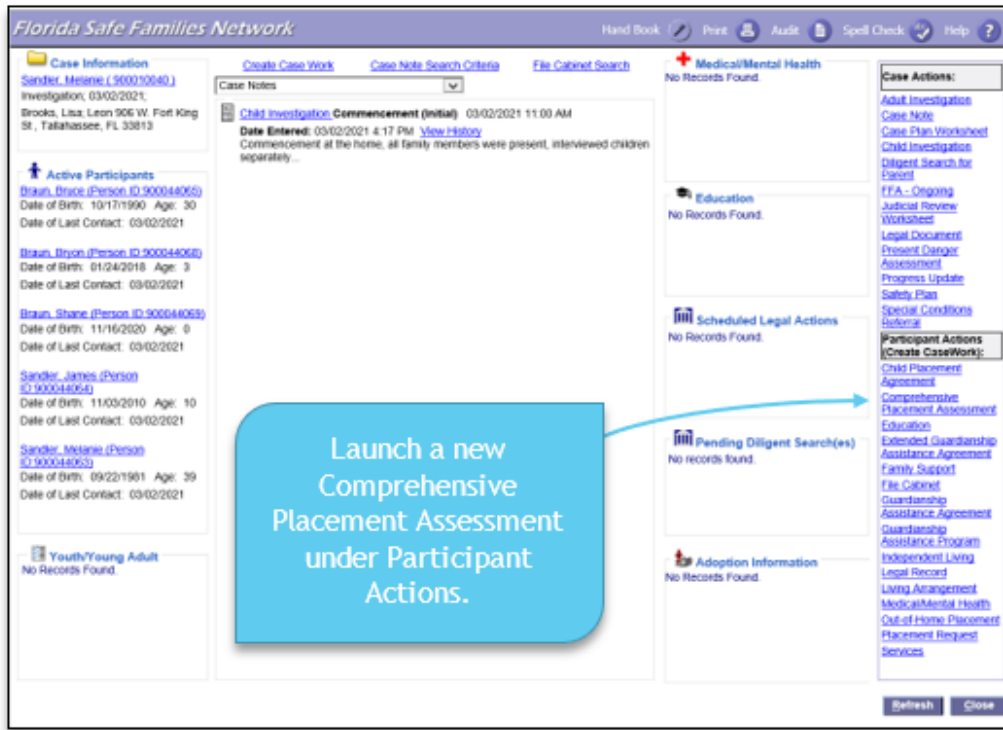 Florida Safe Families Network
Hand Book Print Audit Spell Check Help
Case Information
Sandler, Melanie ( 900010040 )
Investigation; 03/02/2021;
Brooks, Lisa; Leon 906 W. Fort King
St , Tallahassee, FL 33813
Active Participants
Braun, Bruce (Person ID:900044065)
Date of Birth: 10/17/1990 Age: 30
Date of Last Contact: 03/02/2021
Braun, Bryon (Person ID:900044068)
Date of Birth: 01/24/2018 Age: 3
Date of Last Contact: 03/02/2021
Braun, Shane (Person ID:900044069)
Date of Birth: 11/16/2020 Age: 0
Date of Last Contact: 03/02/2021
Sandler, James (Person
ID:900044064)
Date of Birth: 11/03/2010 Age: 10
Date of Last Contact: 03/02/2021
Sandler, Melanie (Person
ID:900044063)
Date of Birth: 09/22/1981 Age: 39
Date of Last Contact: 03/02/2021
Youth/Young Adult
No Records Found.
Create Case Work Case Note Search Criteria File Cabinet Search
Case Notes
Child Investigation Commencement (Initial) 03/02/2021 11:00 AM
Date Entered: 03/02/2021 4:17 PM View History
Commencement at the home, all family members were present, interviewed children
separately...
Launch a new
Comprehensive
Placement Assessment
under Participant
Actions.
Medical/Mental Health
No Records Found.
Education
No Records Found.
Scheduled Legal Actions
No Records Found.
Pending Diligent Search(es)
No records found.
Adoption Information
No Records Found.
Case Actions:
Adult Investigation
Case Note
Case Plan Worksheet
Child Investigation
Diligent Search for
Parent
FFA - Ongoing
Judicial Review
Worksheet
Legal Document
Present Danger
Assessment
Progress Update
Safety Plan
Special Conditions
Referral
Participant Actions
(Create CaseWork):
Child Placement
Agreement
Comprehensive
Placement Assessment
Education
Extended Guardianship
Assistance Agreement
Family Support
File Cabinet
Guardianship
Assistance Agreement
Guardianship
Assistance Program
Independent Living
Legal Record
Living Arrangement
Medical/Mental Health
Out-of-Home Placement
Placement Request
Services
Refresh Close